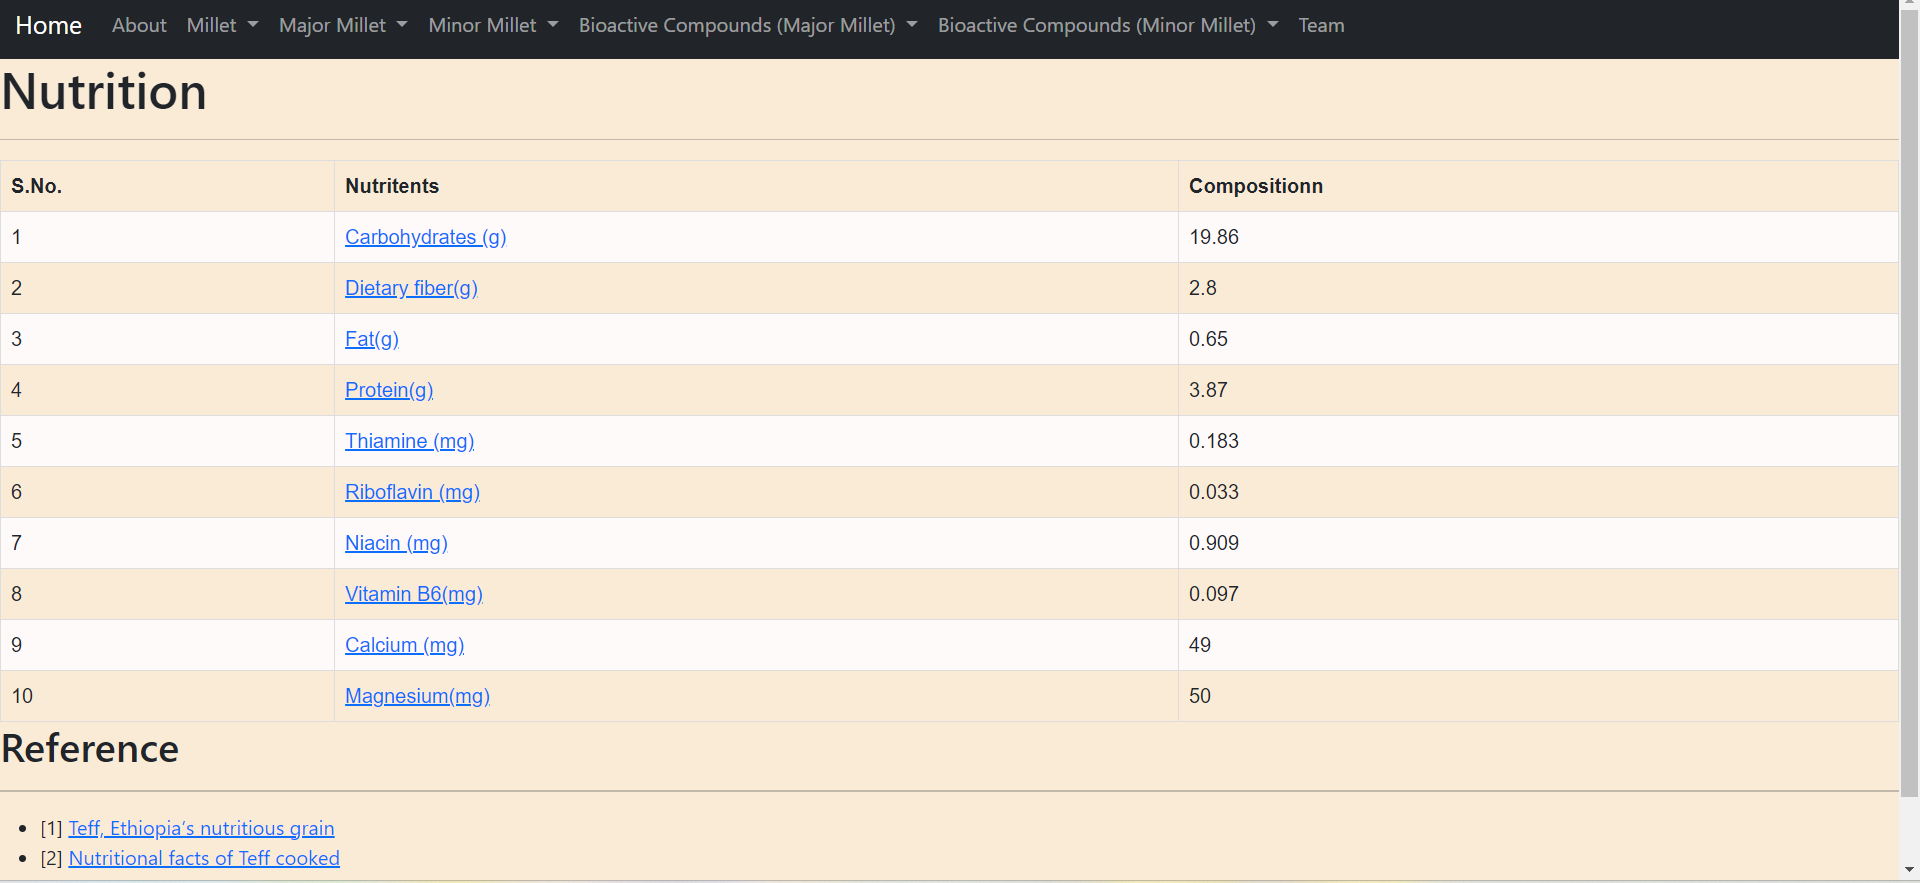 Home About Millet Major Millet Minor Millet Bioactive Compounds (Major Millet) Bioactive Compounds (Minor Millet) Team
Nutrition
S.No. Nutritents Compositionn
1 Carbohydrates (g) 19.86
2 Dietary fiber(g) 2.8
3 Fat(g) 0.65
4 Protein(g) 3.87
5 Thiamine (mg) 0.183
6 Riboflavin (mg) 0.033
7 Niacin (mg) 0.909
8 Vitamin B6(mg) 0.097
9 Calcium (mg) 49
10 Magnesium(mg) 50
Reference
[1] Teff, Ethiopia’s nutritious grain
[2] Nutritional facts of Teff cooked